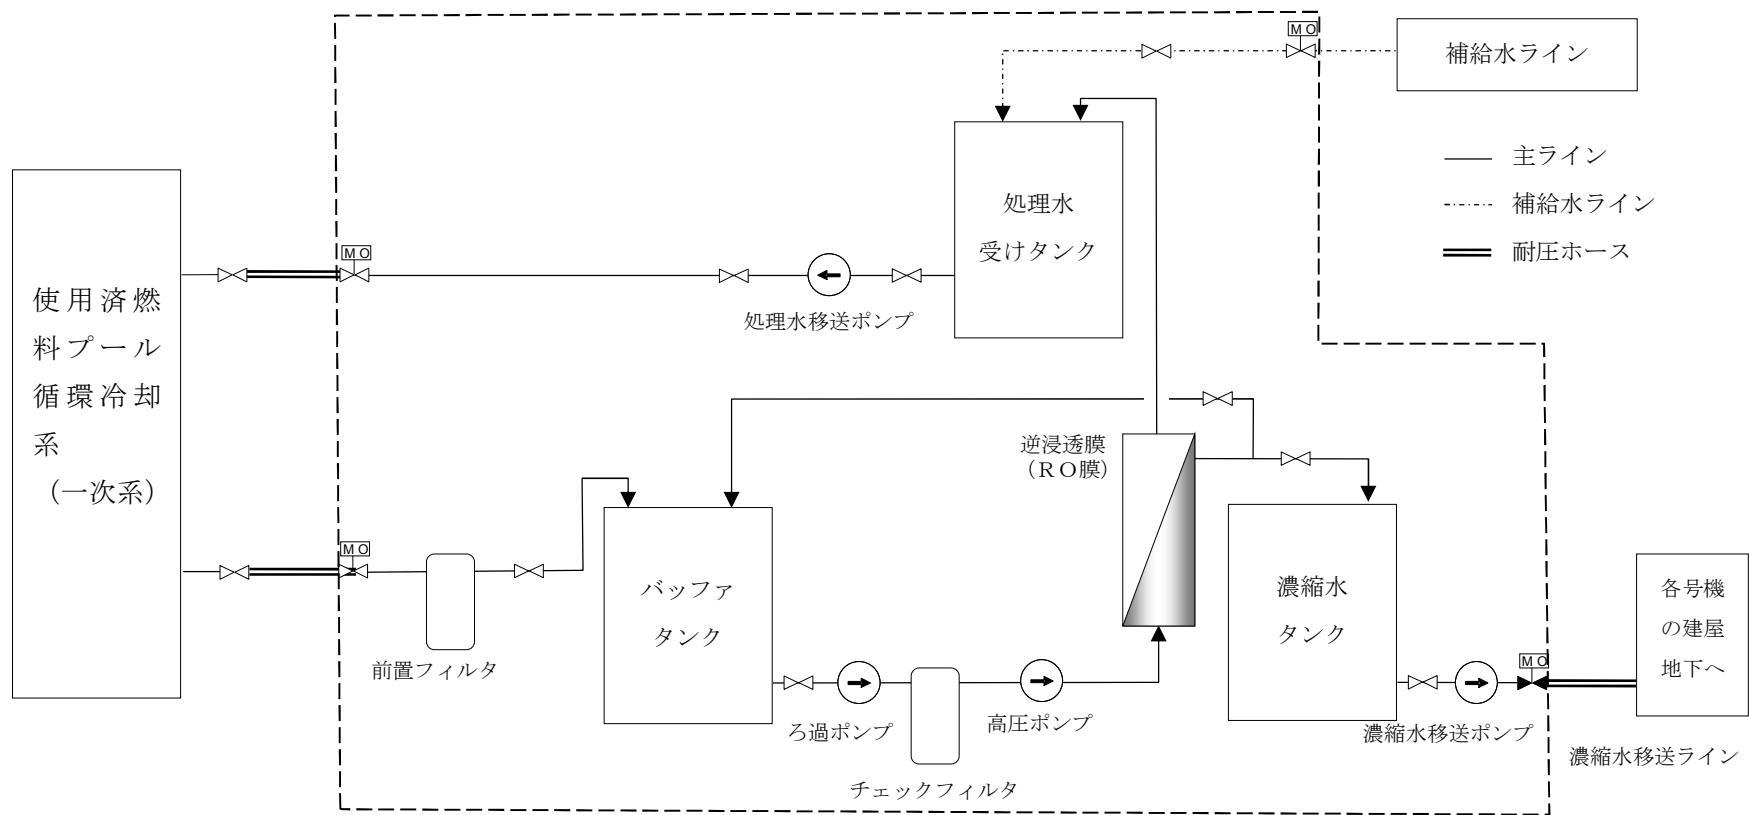 MO
補給水ライン
主ライン
補給水ライン
耐圧ホース
処理水
受けタンク
MO
処理水移送ポンプ
使用済燃
料プール
循環冷却
系
（一次系）
逆浸透膜
（ＲＯ膜）
MO
前置フィルタ
バッファ
タンク
濃縮水
タンク
各号機
の建屋
地下へ
MO
ろ過ポンプ
高圧ポンプ
濃縮水移送ポンプ
濃縮水移送ライン
チェックフィルタ